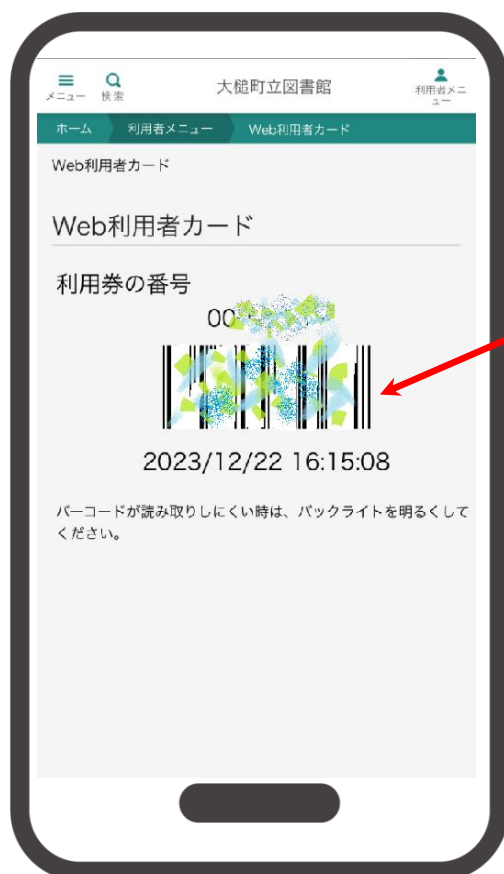 メニュー
検索
大槌町立図書館
利用者メニ
ュー
ホーム 利用者メニュー Web利用者カード
Web利用者カード
Web利用者カード
利用券の番号
00
2023/12/22 16:15:08
バーコードが読み取りしにくい時は、バックライトを明るくして
ください。